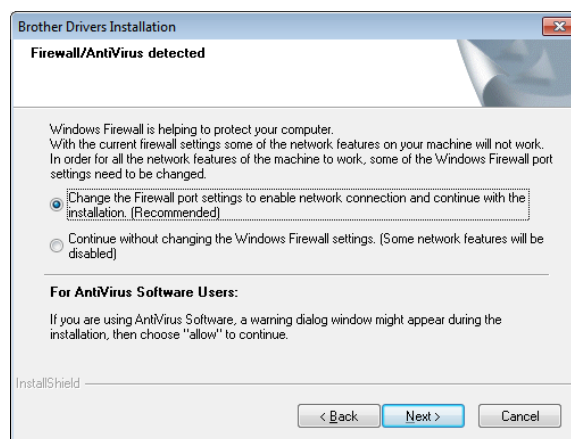 Brother Drivers Installation
Firewall/AntiVirus detected
Windows Firewall is helping to protect your computer.
With the current firewall settings some of the network features on your machine will not work.
In order for all the network features of the machine to work, some of the Windows Firewall port
settings need to be changed.
Change the Firewall port settings to enable network connection and continue with the
installation. (Recommended)
Continue without changing the Windows Firewall settings. (Some network features will be
disabled)
For AntiVirus Software Users:
If you are using AntiVirus Software, a warning dialog window might appear during the
installation, then choose "allow" to continue.
InstallShield
< Back Next > Cancel